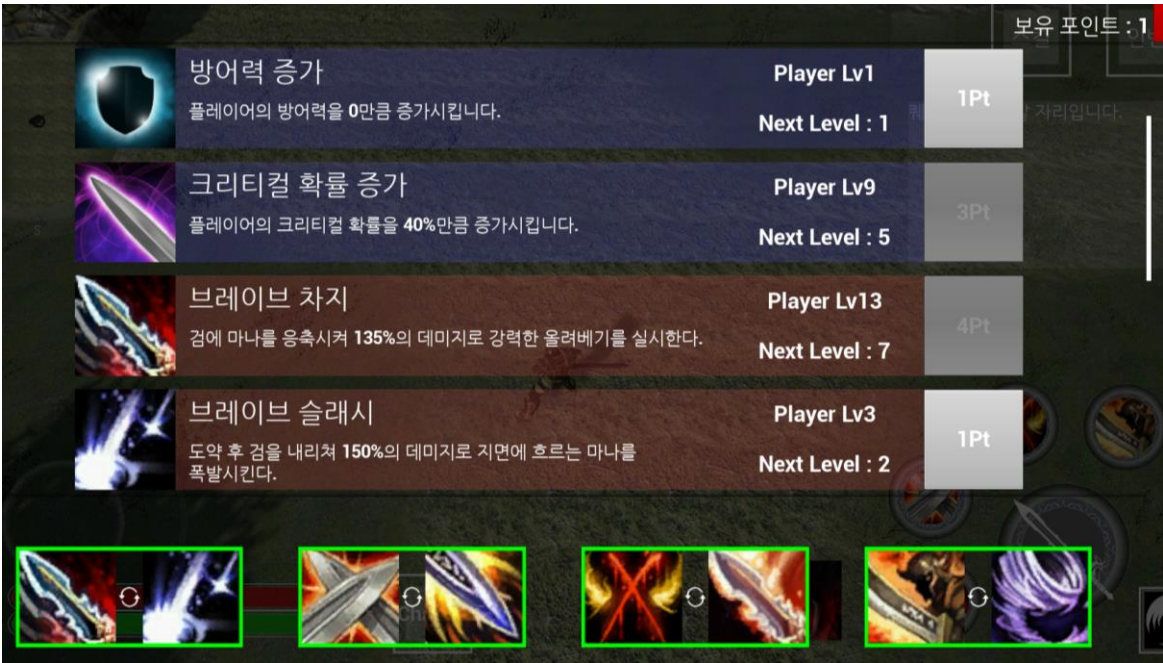 보유 포인트 : 1
방어력 증가
플레이어의 방어력을 0만큼 증가시킵니다.
Player Lv1
Next Level : 1
1Pt
자리입니다.
크리티컬 확률 증가
플레이어의 크리티컬 확률을 40%만큼 증가시킵니다.
Player Lv9
Next Level : 5
3Pt
브레이브 차지
검에 마나를 응축시켜 135%의 데미지로 강력한 올려베기를 실시한다.
Player Lv13
Next Level : 7
4Pt
브레이브 슬래시
도약 후 검을 내리쳐 150%의 데미지로 지면에 흐르는 마나를
폭발시킨다.
Player Lv3
Next Level : 2
1Pt